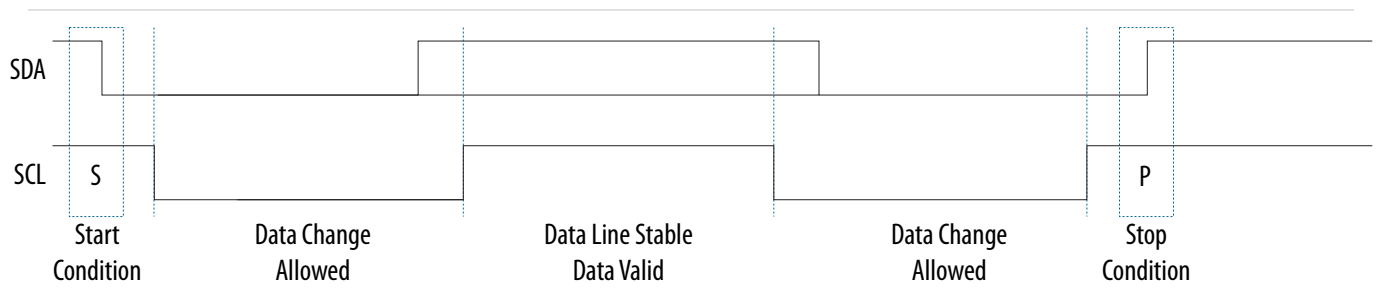 SDA
SCL S P
Start Data Change Data Line Stable Data Change Stop
Condition Allowed Data Valid Allowed Condition